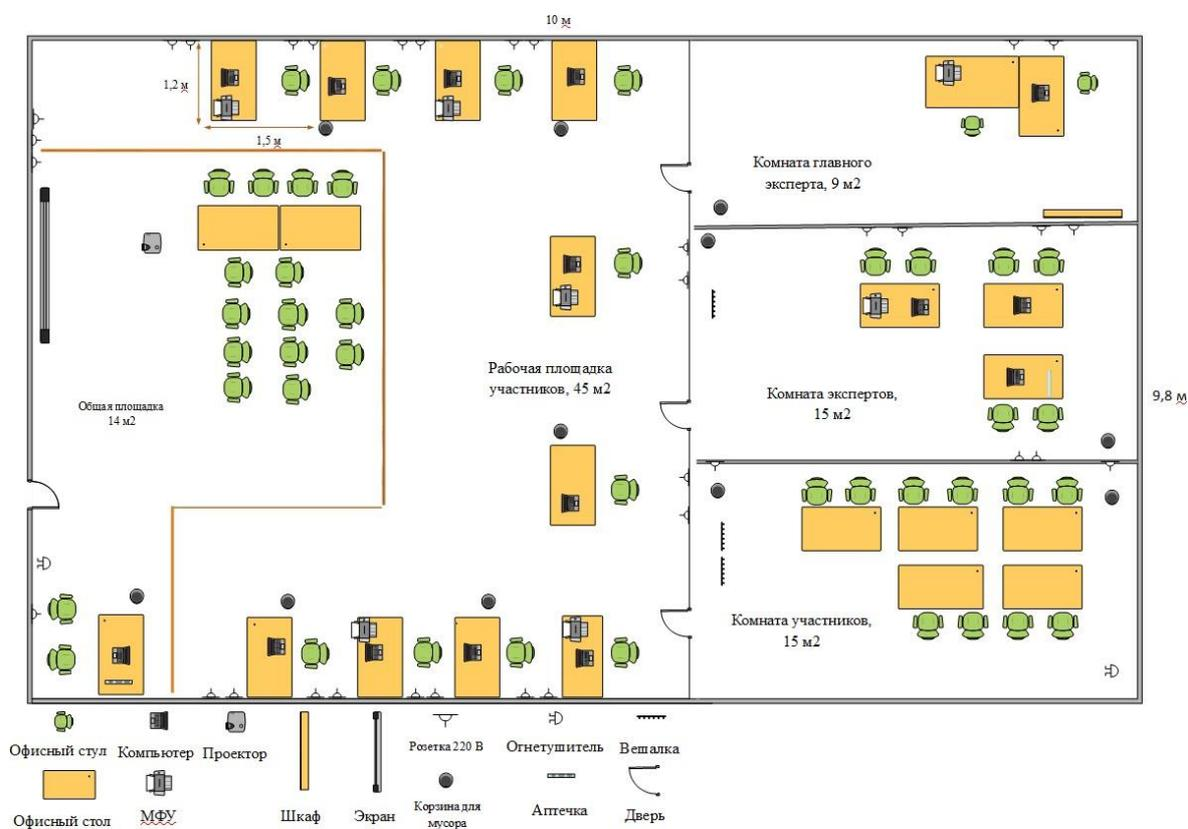 10 м
1,2 м
1,5 м
Комната главного
эксперта, 9 м2
Рабочая площадка
участников, 45 м2
Общая площадка
14 м2
Комната экспертов,
15 м2
9,8 м
Комната участников,
15 м2
Офисный стул
Компьютер
Проектор
Розетка 220 В
Огнетушитель
Вешалка
Офисный стол
МФУ
Шкаф
Экран
Корзина для
мусора
Аптечка
Дверь